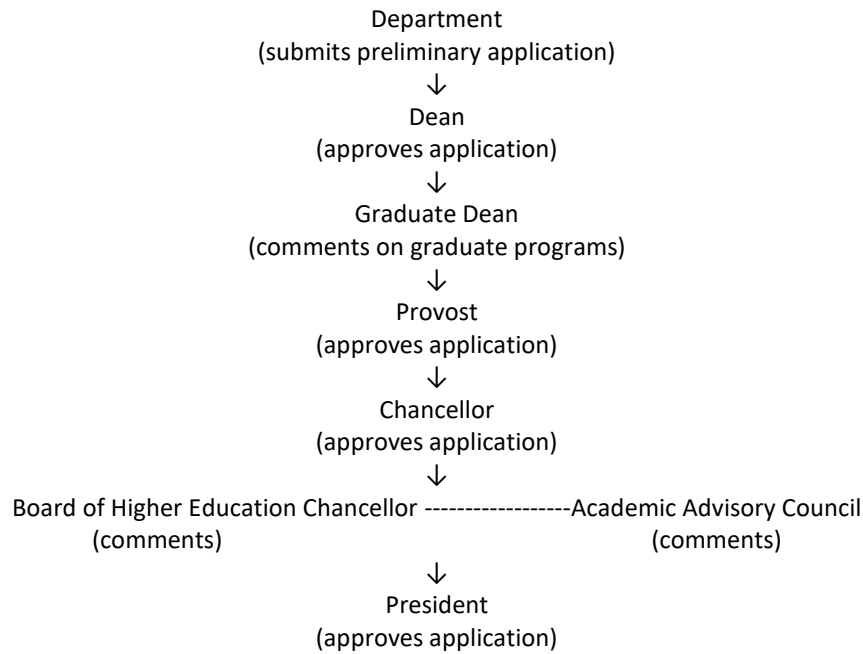 Department
(submits preliminary application)
↓
Dean
(approves application)
↓
Graduate Dean
(comments on graduate programs)
↓
Provost
(approves application)
↓
Chancellor
(approves application)
↓
Board of Higher Education Chancellor ------------------Academic Advisory Council
(comments) (comments)
↓
President
(approves application)